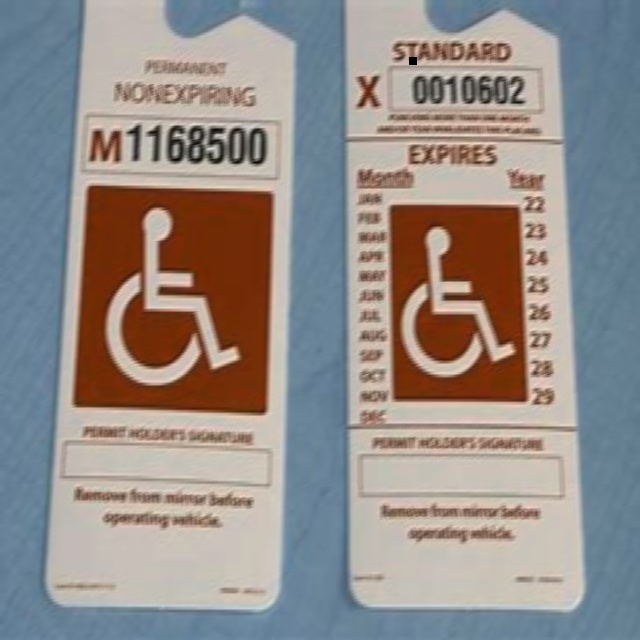 PERMANENT
NONEXPIRING
M1168500
PERMIT HOLDER'S SIGNATURE
Remove from mirror before
operating vehicle.
STANDARD
X 0010602
EXPIRES
Month Year
JAN 22
FEB 23
MAR 24
APR 25
MAY 26
JUN 27
JUL 28
AUG 29
SEP
OCT
NOV
DEC
PERMIT HOLDER'S SIGNATURE
Remove from mirror before
operating vehicle.